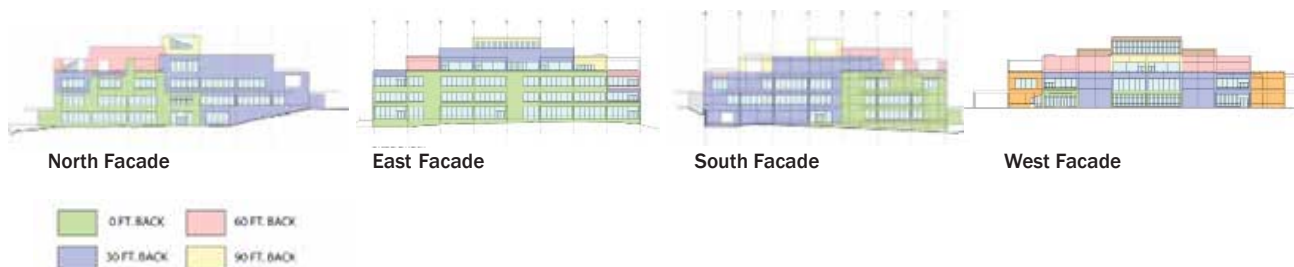 North Facade
East Facade
South Facade
West Facade
0 FT. BACK
60 FT. BACK
30 FT. BACK
90 FT. BACK